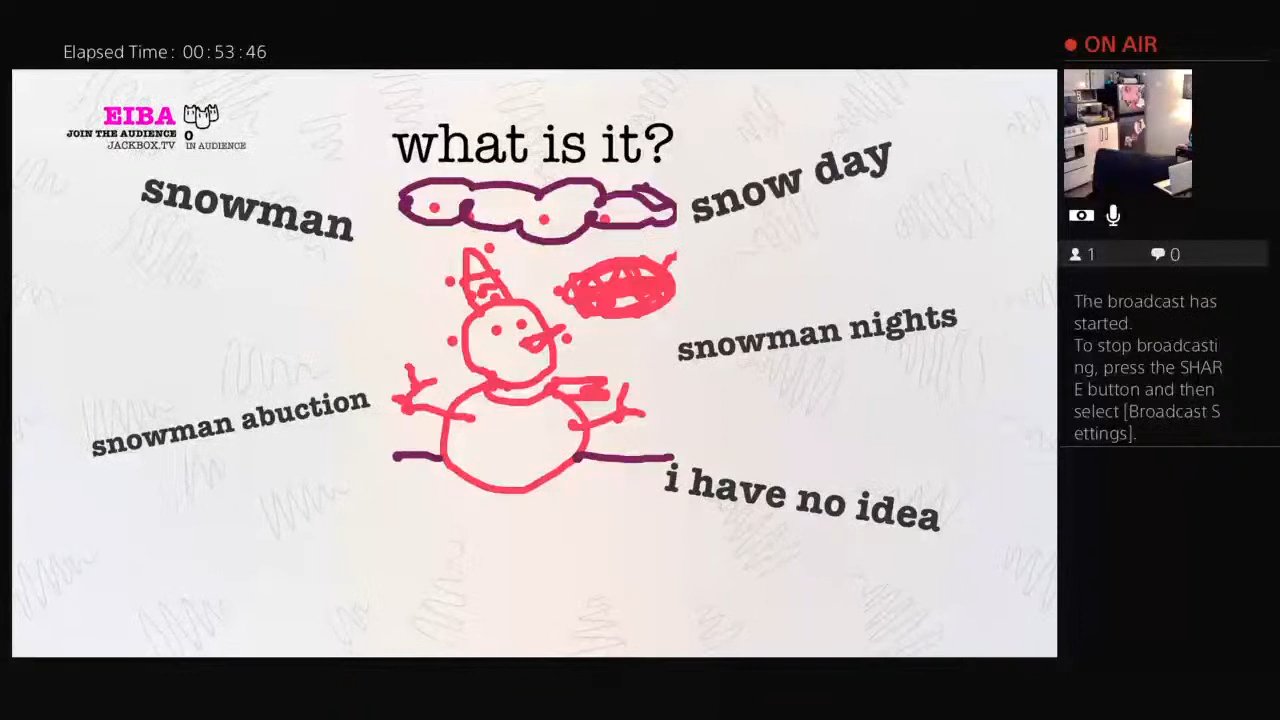 Elapsed Time: 00:53:46
ON AIR
EIBA
JOIN THE AUDIENCE
JACKBOX.TV
0
IN AUDIENCE
what is it?
snowman
snow day
snowman nights
snowman abuction
i have no idea
1
0
The broadcast has
started.
To stop broadcasti
ng, press the SHAR
E button and then
select [Broadcast S
ettings].